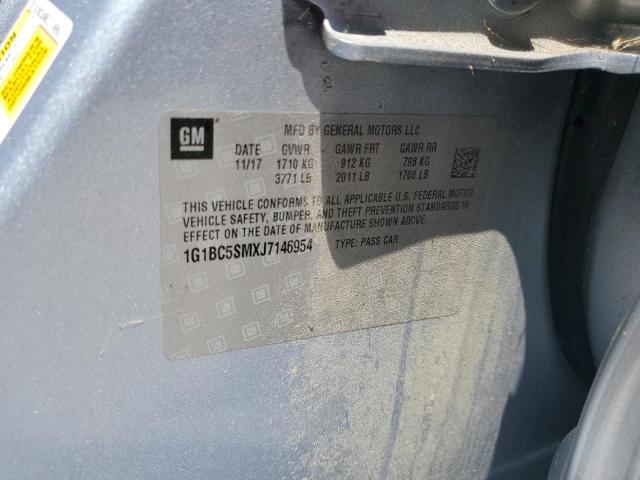 GM
MFD BY GENERAL MOTORS LLC
DATE GVWR GAWR FRT GAWR RR
11/17 1710 KG 912 KG 798 KG
3771 LB 2011 LB 1760 LB
THIS VEHICLE CONFORMS TO ALL APPLICABLE U.S. FEDERAL MOTOR
VEHICLE SAFETY, BUMPER, AND THEFT PREVENTION STANDARDS IN
EFFECT ON THE DATE OF MANUFACTURE SHOWN ABOVE.
1G1BC5SMXJ7146954 TYPE: PASS CAR